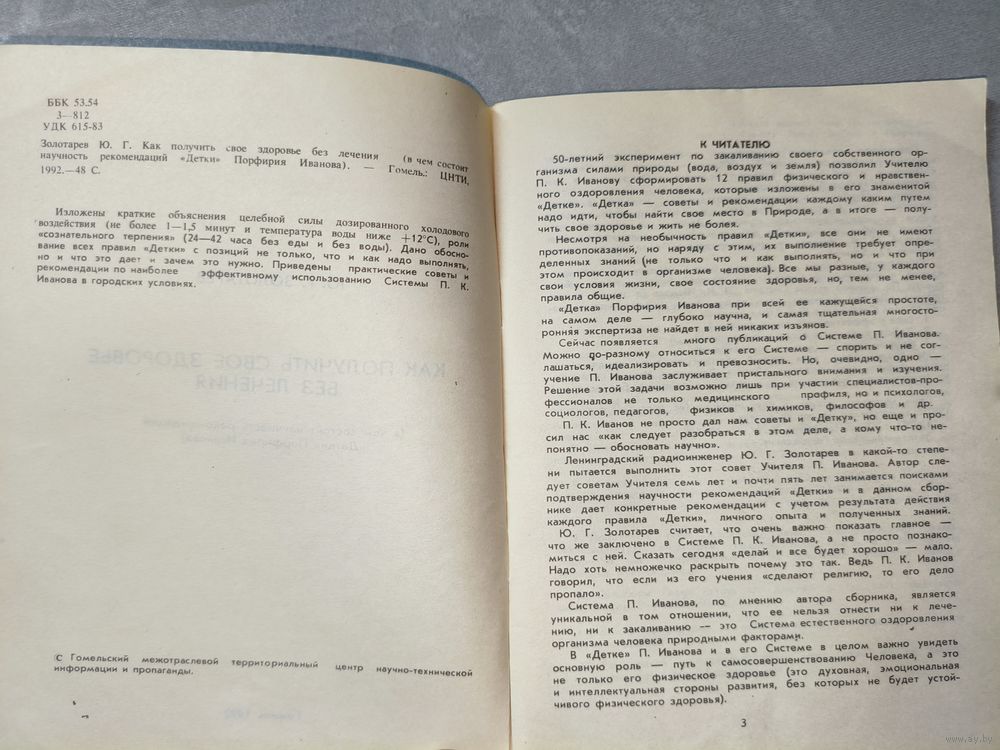 ББК 53.54
З—812
УДК 615-83
Золотарев Ю. Г. Как получить свое здоровье без лечения (в чем состоит
научность рекомендаций «Детки» Порфирия Иванова). — Гомель.: ЦНТИ,
1992.—48 С.
Изложены краткие объяснения целебной силы дозированного холодового
воздействия (не более 1—1,5 минут и температура воды ниже +12°С), роли
«сознательного терпения» (24—42 часа без еды и без воды). Дано обосно-
вание всех правил «Детки» с позиций не только, что и как надо выполнять,
но и что это дает и зачем это нужно. Приведены практические советы и
рекомендации по наиболее эффективному использованию Системы П. К.
Иванова в городских условиях.
КАК ПОЛУЧИТЬ СВОЕ ЗДОРОВЬЕ
БЕЗ ЛЕЧЕНИЯ
С Гомельский межотраслевой территориальный центр научно-технической
информации и пропаганды.
К ЧИТАТЕЛЮ
50-летний эксперимент по закаливанию своего собственного ор-
ганизма силами природы (вода, воздух и земля) позволил Учителю
П. К. Иванову сформировать 12 правил физического и нравствен-
ного оздоровления человека, которые изложены в его знаменитой
«Детке». «Детка» — советы и рекомендации каждому каким путем
надо идти, чтобы найти свое место в Природе, а в итоге — полу-
чить свое здоровье и жить не болея.
Несмотря на необычность правил «Детки», все они не имеют
противопоказаний, но наряду с этим, их выполнение требует опре-
деленных знаний (не только что и как выполнять, но и что при
этом происходит в организме человека). Все мы разные, у каждого
свои условия жизни, свое состояние здоровья, но, тем не менее,
правила общие.
«Детка» Порфирия Иванова при всей ее кажущейся простоте,
на самом деле — глубоко научна, и самая тщательная многосто-
ронняя экспертиза не найдет в ней никаких изъянов.
Сейчас появляется много публикаций о Системе П. Иванова.
Можно по-разному относиться к его Системе — спорить и не сог-
лашаться, идеализировать и превозносить. Но, очевидно, одно —
учение П. Иванова заслуживает пристального внимания и изучения.
Решение этой задачи возможно лишь при участии специалистов-про-
фессионалов не только медицинского профиля, но и психологов,
социологов, педагогов, физиков и химиков, философов и др.
П. К. Иванов не просто дал нам советы и «Детку», но еще и про-
сил нас «как следует разобраться в этом деле, а кому что-то не-
понятно — обосновать научно».
Ленинградский радиоинженер Ю. Г. Золотарев в какой-то степе-
ни пытается выполнить этот совет Учителя П. Иванова. Автор сле-
дует советам Учителя семь лет и почти пять лет занимается поисками
подтверждения научности рекомендаций «Детки» и в данном сбор-
нике дает конкретные рекомендации с учетом результата действия
каждого правила «Детки», личного опыта и полученных знаний.
Ю. Г. Золотарев считает, что очень важно показать главное —
что же заключено в Системе П. К. Иванова, а не просто познако-
миться с ней. Сказать сегодня «делай и все будет хорошо» — мало.
Надо хоть немножечко раскрыть почему это так. Ведь П. К. Иванов
говорил, что если из его учения «сделают религию, то его дело
пропало».
Система П. Иванова, по мнению автора сборника, является
уникальной в том отношении, что ее нельзя отнести ни к лече-
нию, ни к закаливанию — это Система естественного оздоровления
организма человека природными факторами.
В «Детке» П. Иванова и в его Системе в целом важно увидеть
основную роль — путь к самосовершенствованию Человека, а это
не только его физическое здоровье (это духовная, эмоциональная
и интеллектуальная стороны развития, без которых не будет устой-
чивого физического здоровья).
3
www.ay.by